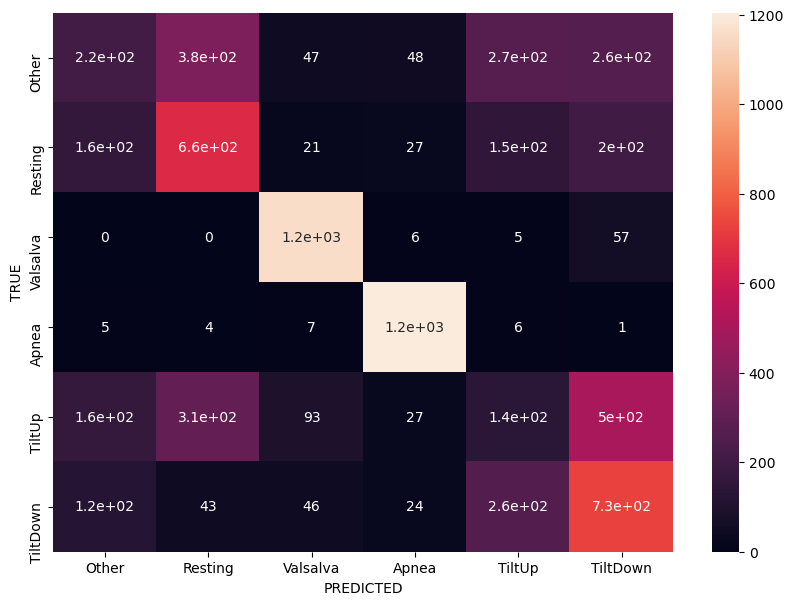 TRUE
Other 2.2e+02 3.8e+02 47 48 2.7e+02 2.6e+02
Resting 1.6e+02 6.6e+02 21 27 1.5e+02 2e+02
Valsalva 0 0 1.2e+03 6 5 57
Apnea 5 4 7 1.2e+03 6 1
TiltUp 1.6e+02 3.1e+02 93 27 1.4e+02 5e+02
TiltDown 1.2e+02 43 46 24 2.6e+02 7.3e+02
Other Resting Valsalva Apnea TiltUp TiltDown
PREDICTED
1200
1000
800
600
400
200
0